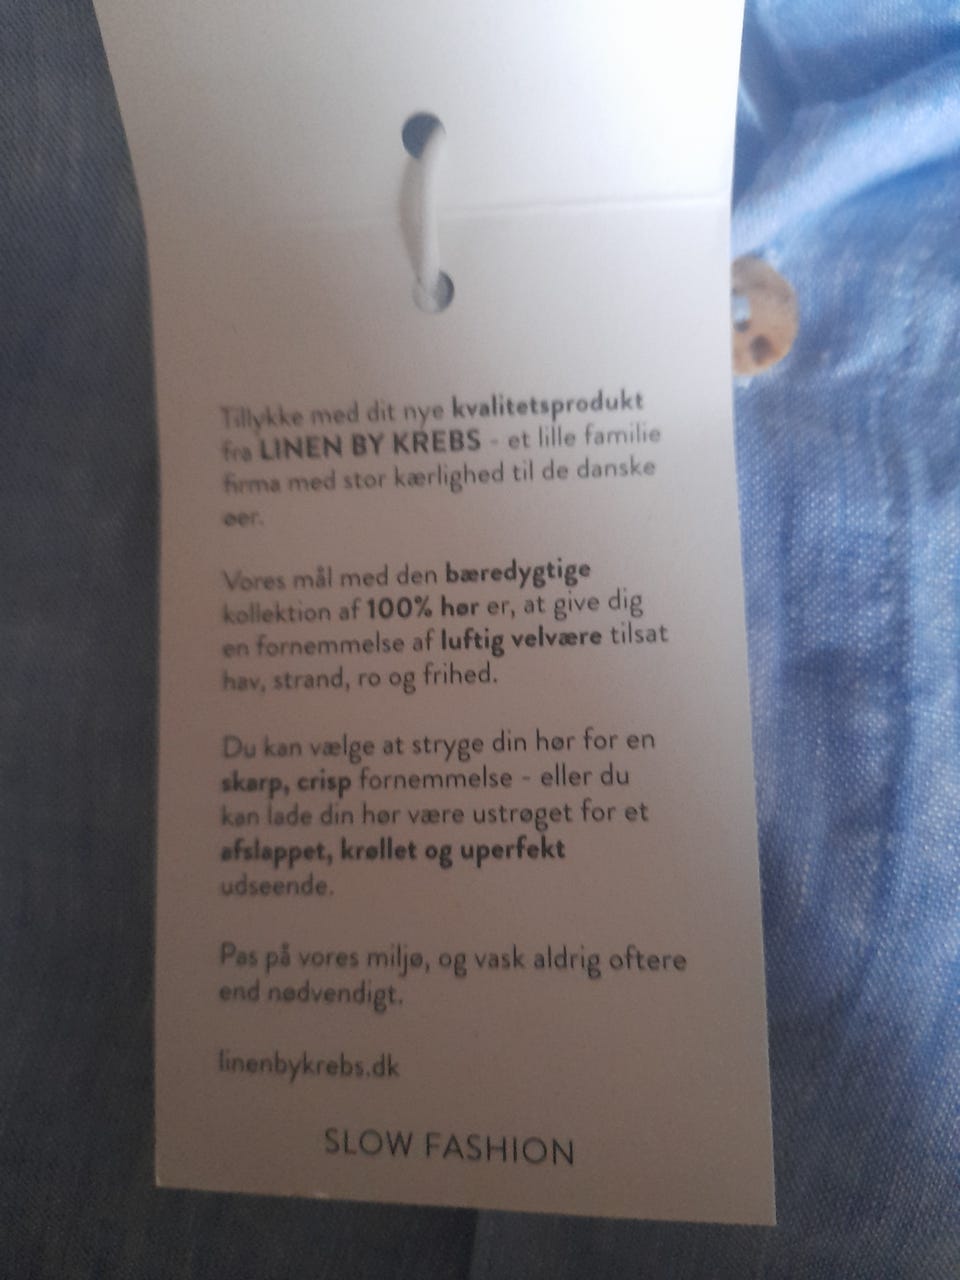 Tillykke med dit nye kvalitetsprodukt
fra LINEN BY KREBS - et lille familie
firma med stor kærlighed til de danske
øer.
Vores mål med den bæredygtige
kollektion af 100% hør er, at give dig
en fornemmelse af luftig velvære tilsat
hav, strand, ro og frihed.
Du kan vælge at stryge din hør for en
skarp, crisp fornemmelse - eller du
kan lade din hør være ustrøget for et
afslappet, krøllet og uperfekt
udseende.
Pas på vores miljø, og vask aldrig oftere
end nødvendigt.
linenbykrebs.dk
SLOW FASHION